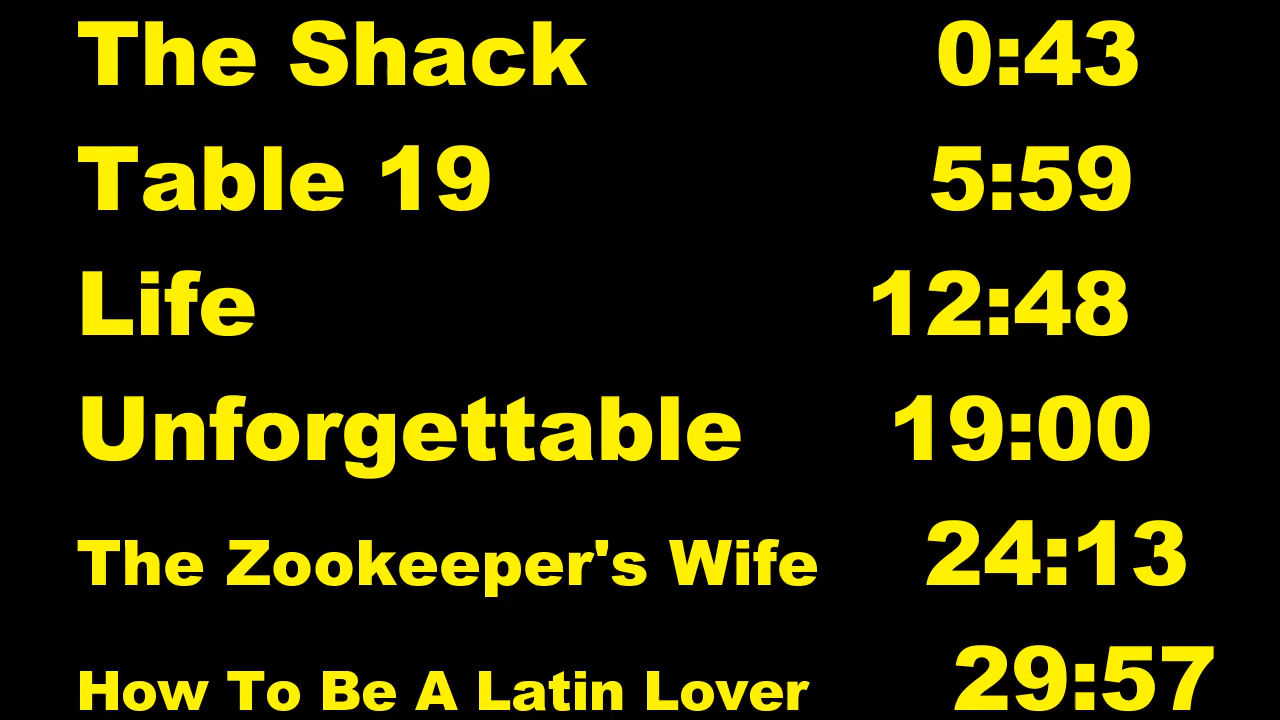 The Shack 0:43
Table 19 5:59
Life 12:48
Unforgettable 19:00
The Zookeeper's Wife 24:13
How To Be A Latin Lover 29:57